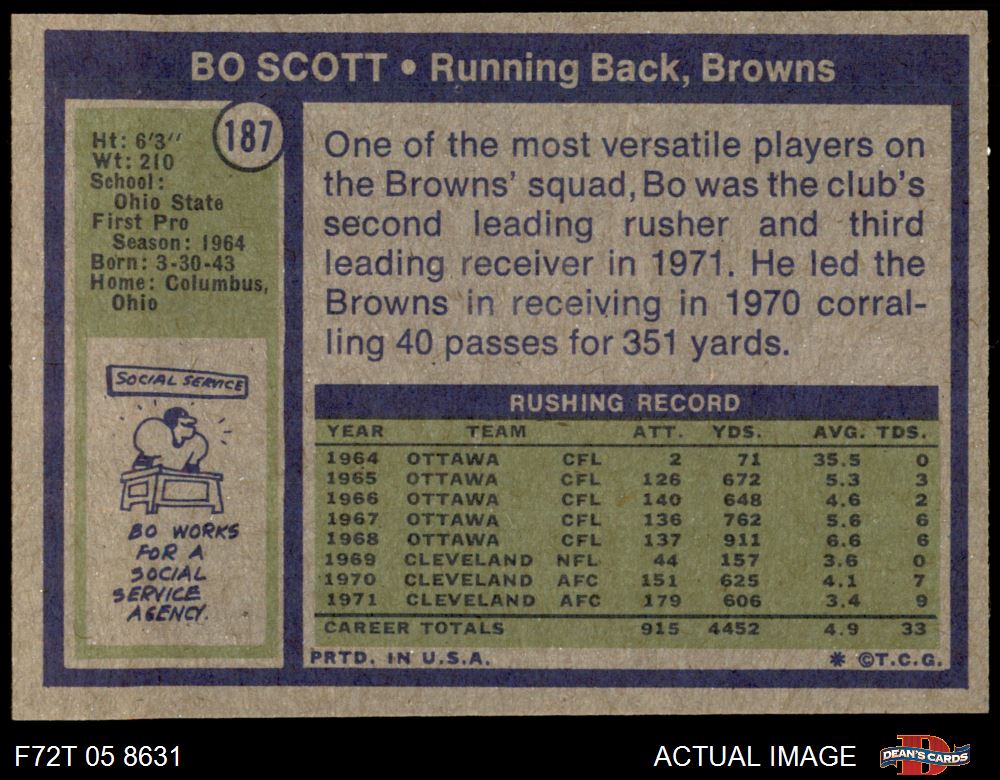 BO SCOTT • Running Back, Browns
187
Ht: 6'3''
Wt: 210
School:
Ohio State
First Pro
Season: 1964
Born: 3-30-43
Home: Columbus,
Ohio
SOCIAL SERVICE
BO WORKS
FOR A
SOCIAL
SERVICE
AGENCY.
One of the most versatile players on
the Browns' squad, Bo was the club's
second leading rusher and third
leading receiver in 1971. He led the
Browns in receiving in 1970 corral-
ling 40 passes for 351 yards.
RUSHING RECORD
YEAR TEAM ATT. YDS. AVG. TDS.
1964 OTTAWA CFL 2 71 35.5 0
1965 OTTAWA CFL 126 672 5.3 3
1966 OTTAWA CFL 140 648 4.6 2
1967 OTTAWA CFL 136 762 5.6 6
1968 OTTAWA CFL 137 911 6.6 6
1969 CLEVELAND NFL 44 157 3.6 0
1970 CLEVELAND AFC 151 625 4.1 7
1971 CLEVELAND AFC 179 606 3.4 9
CAREER TOTALS 915 4452 4.9 33
PRTD. IN U.S.A. * ©T.C.G.
F72T 05 8631 ACTUAL IMAGE D DEAN'S CARDS